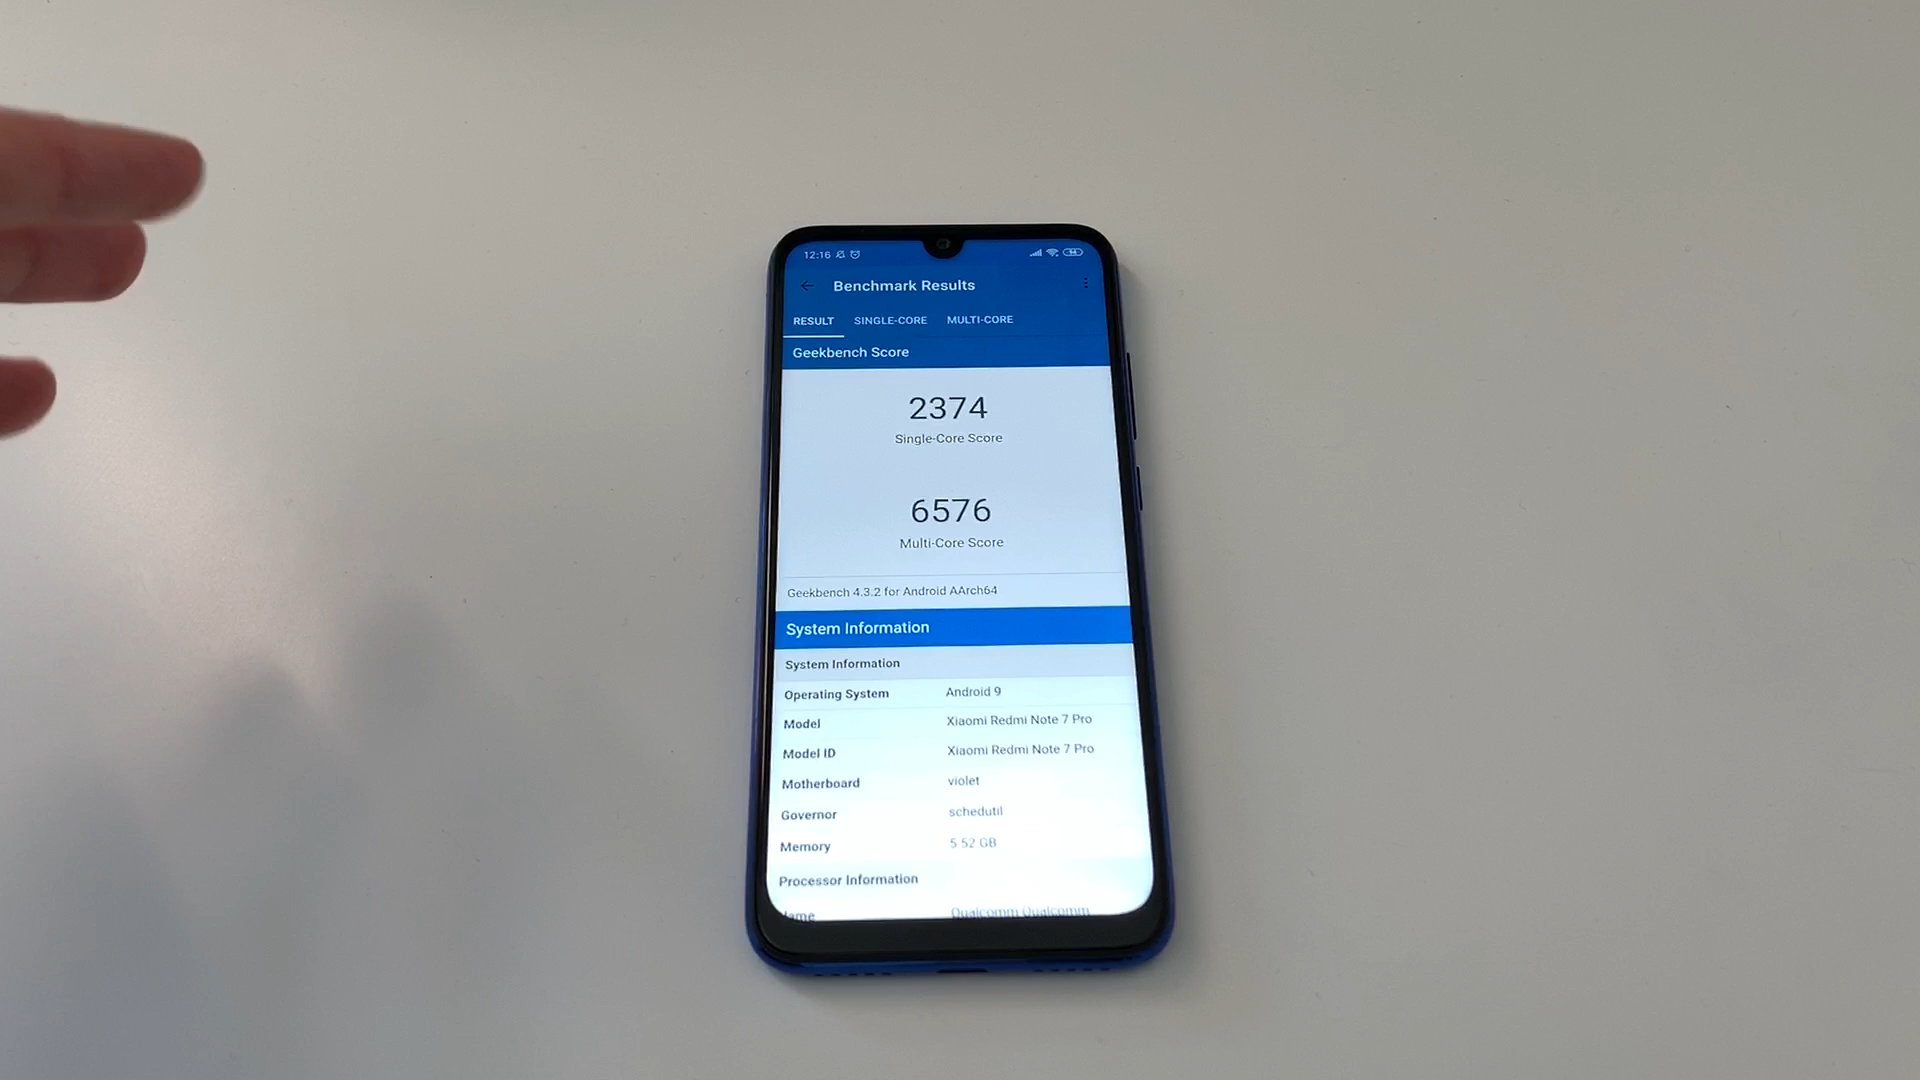 12:16
Benchmark Results
RESULT SINGLE-CORE MULTI-CORE
Geekbench Score
2374
Single-Core Score
6576
Multi-Core Score
Geekbench 4.3.2 for Android AArch64
System Information
System Information
Operating System Android 9
Model Xiaomi Redmi Note 7 Pro
Model ID Xiaomi Redmi Note 7 Pro
Motherboard violet
Governor schedutil
Memory 5.52 GB
Processor Information
Name Qualcomm Qualcomm